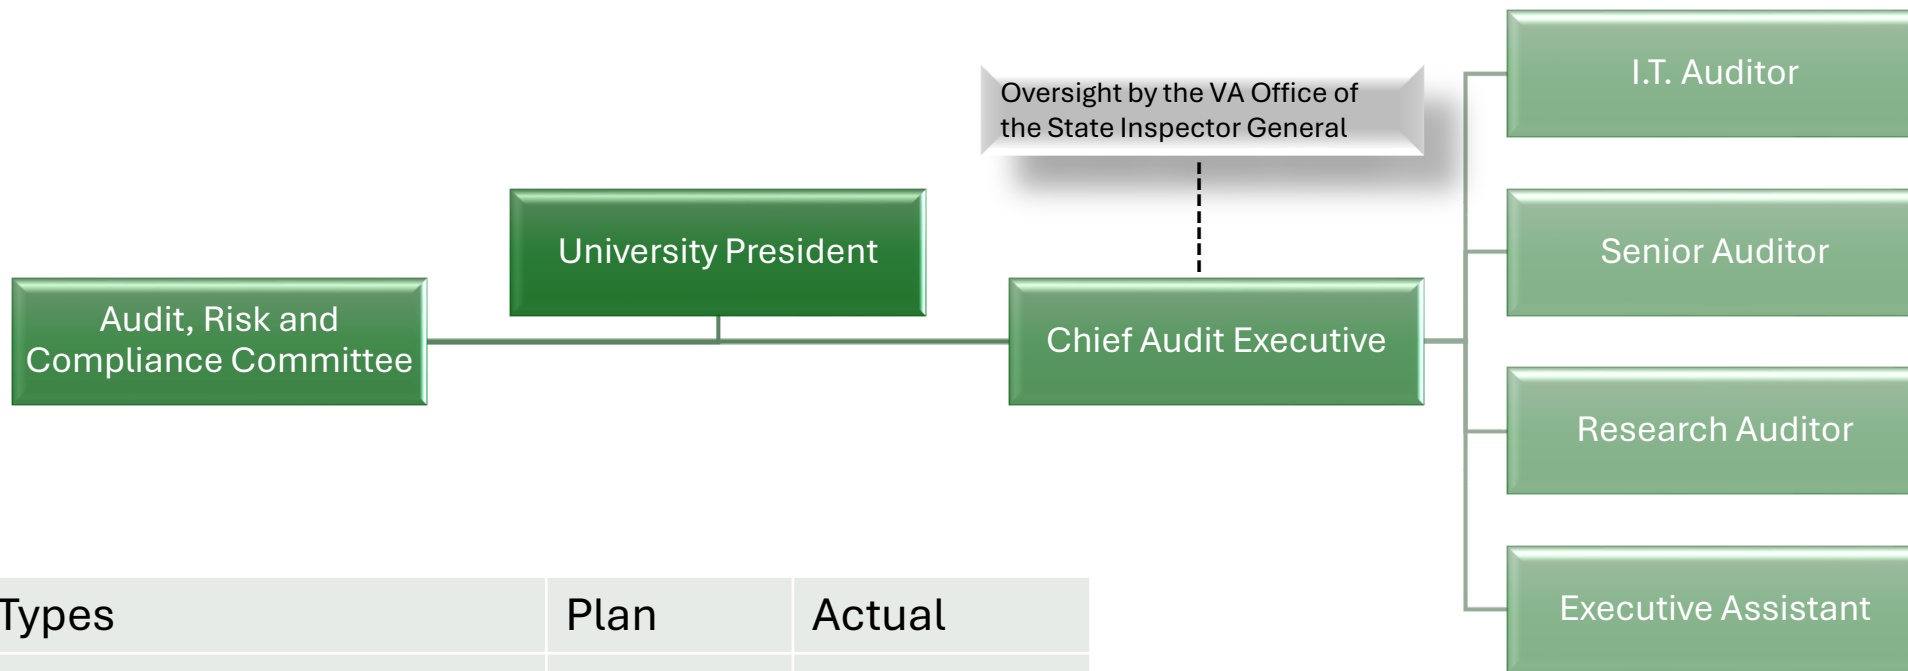 Oversight by the VA Office of
the State Inspector General
I.T. Auditor
University President
Senior Auditor
Audit, Risk and
Compliance Committee
Chief Audit Executive
Research Auditor
Executive Assistant
Types
Plan
Actual